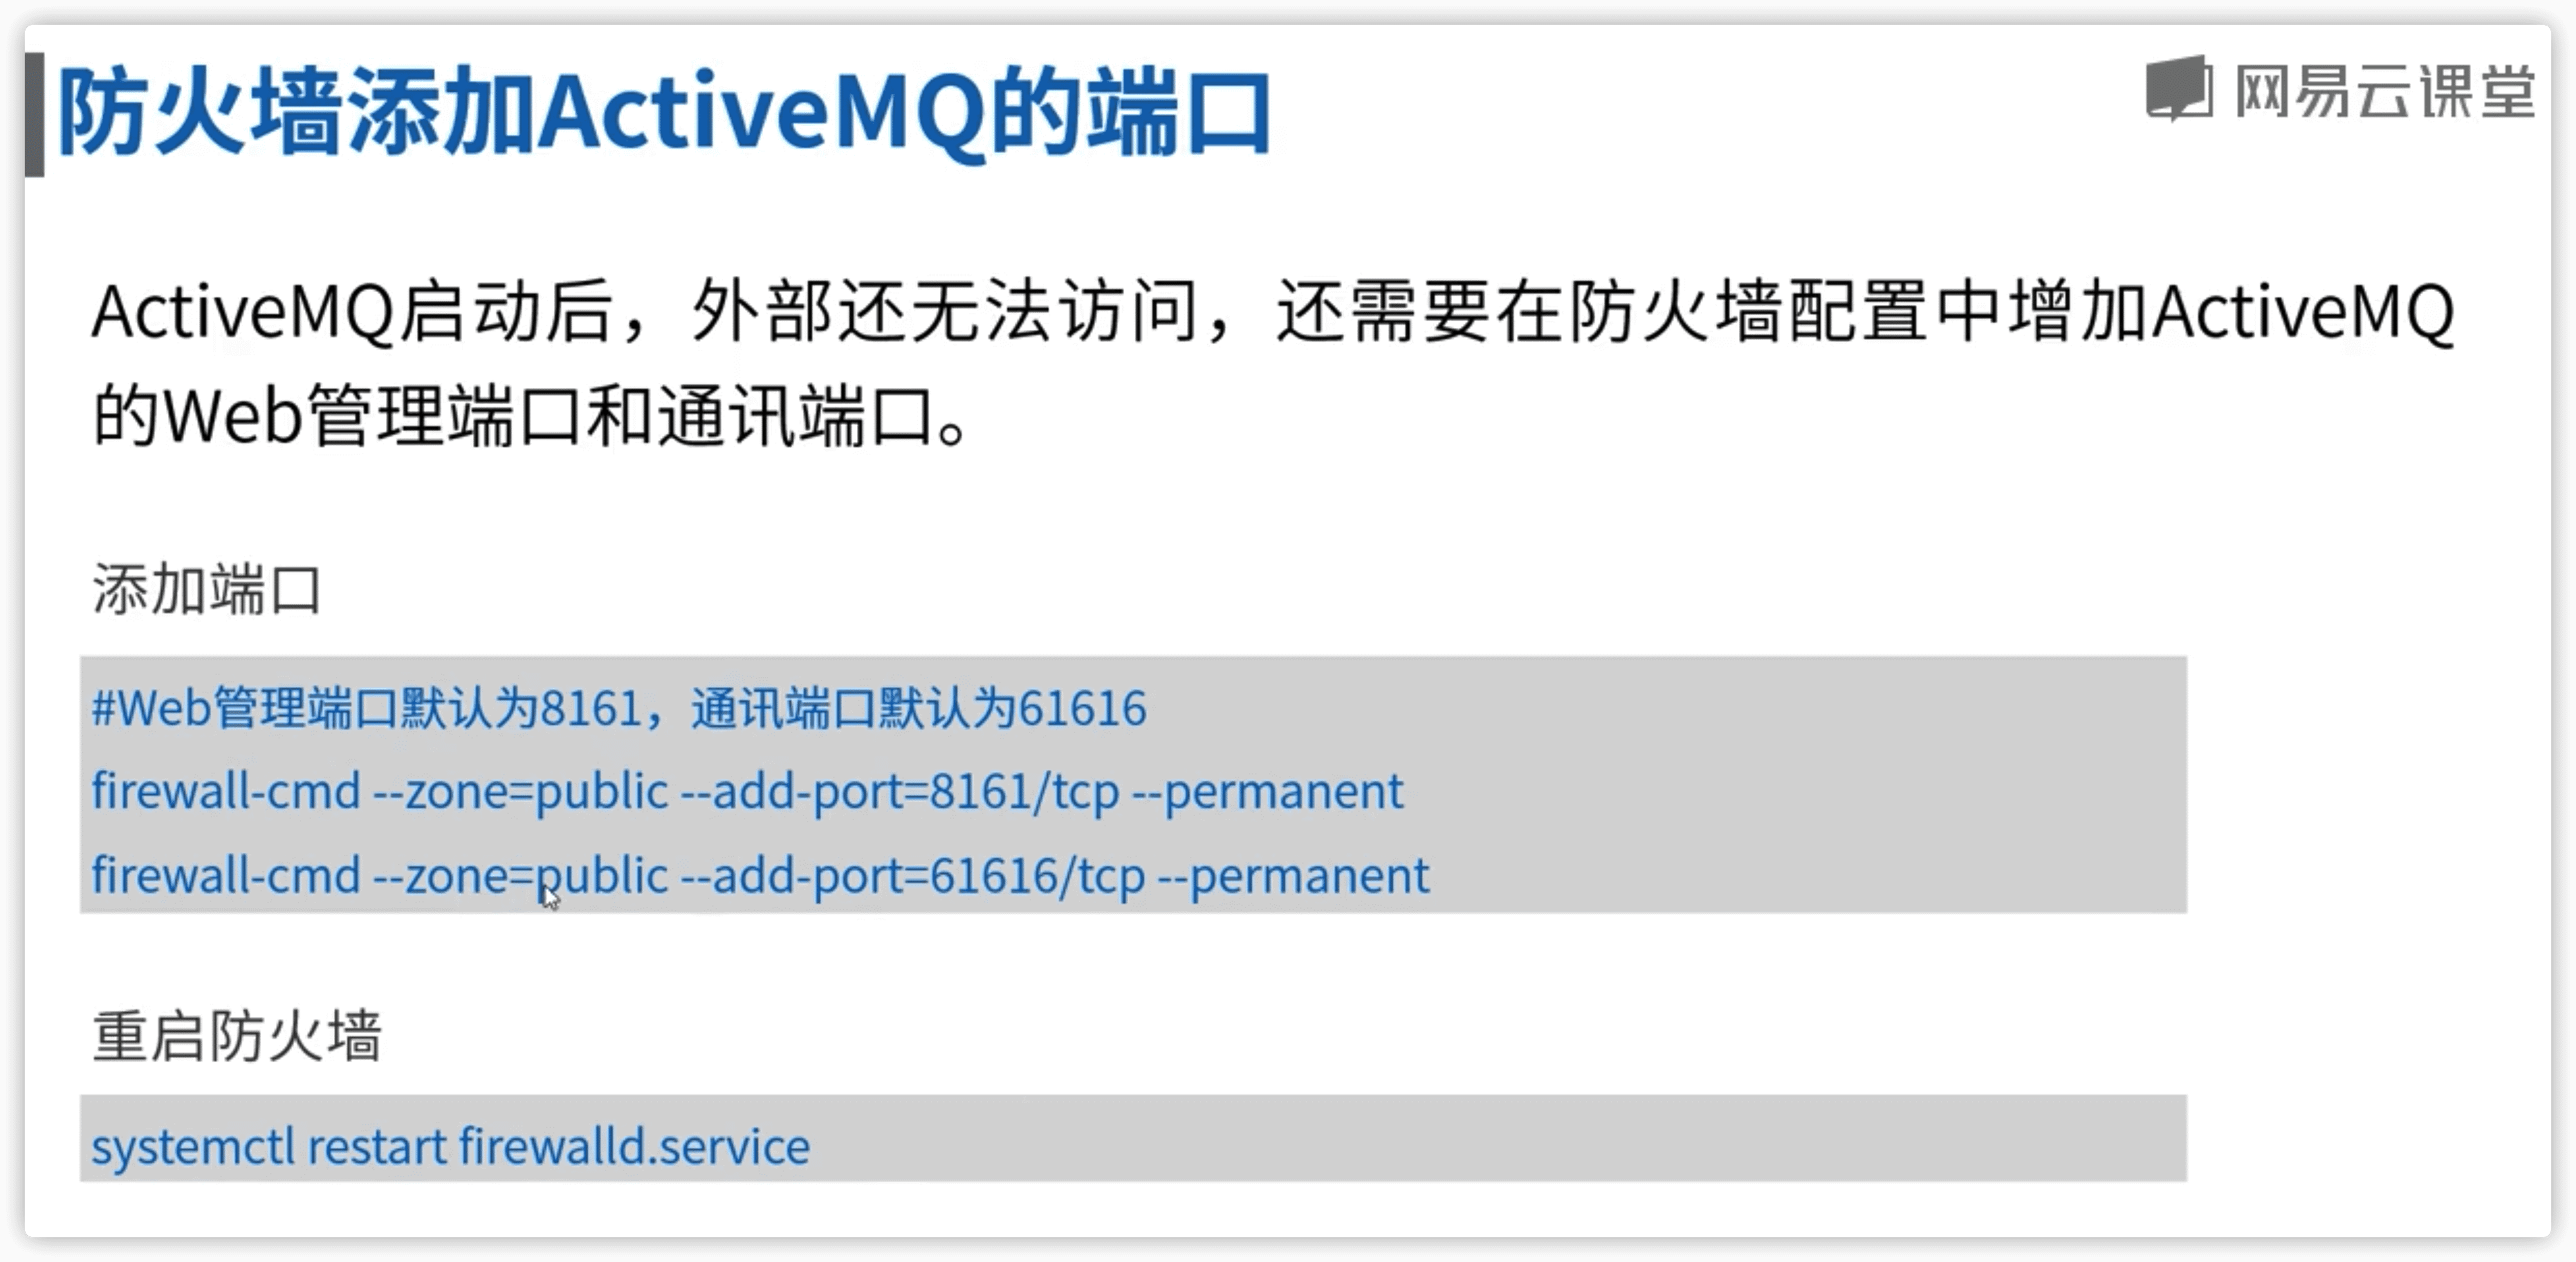 防火墙添加ActiveMQ的端口
网易云课堂
ActiveMQ启动后，外部还无法访问，还需要在防火墙配置中增加ActiveMQ
的Web管理端口和通讯端口。
添加端口
#Web管理端口默认为8161，通讯端口默认为61616
firewall-cmd --zone=public --add-port=8161/tcp --permanent
firewall-cmd --zone=public --add-port=61616/tcp --permanent
重启防火墙
systemctl restart firewalld.service